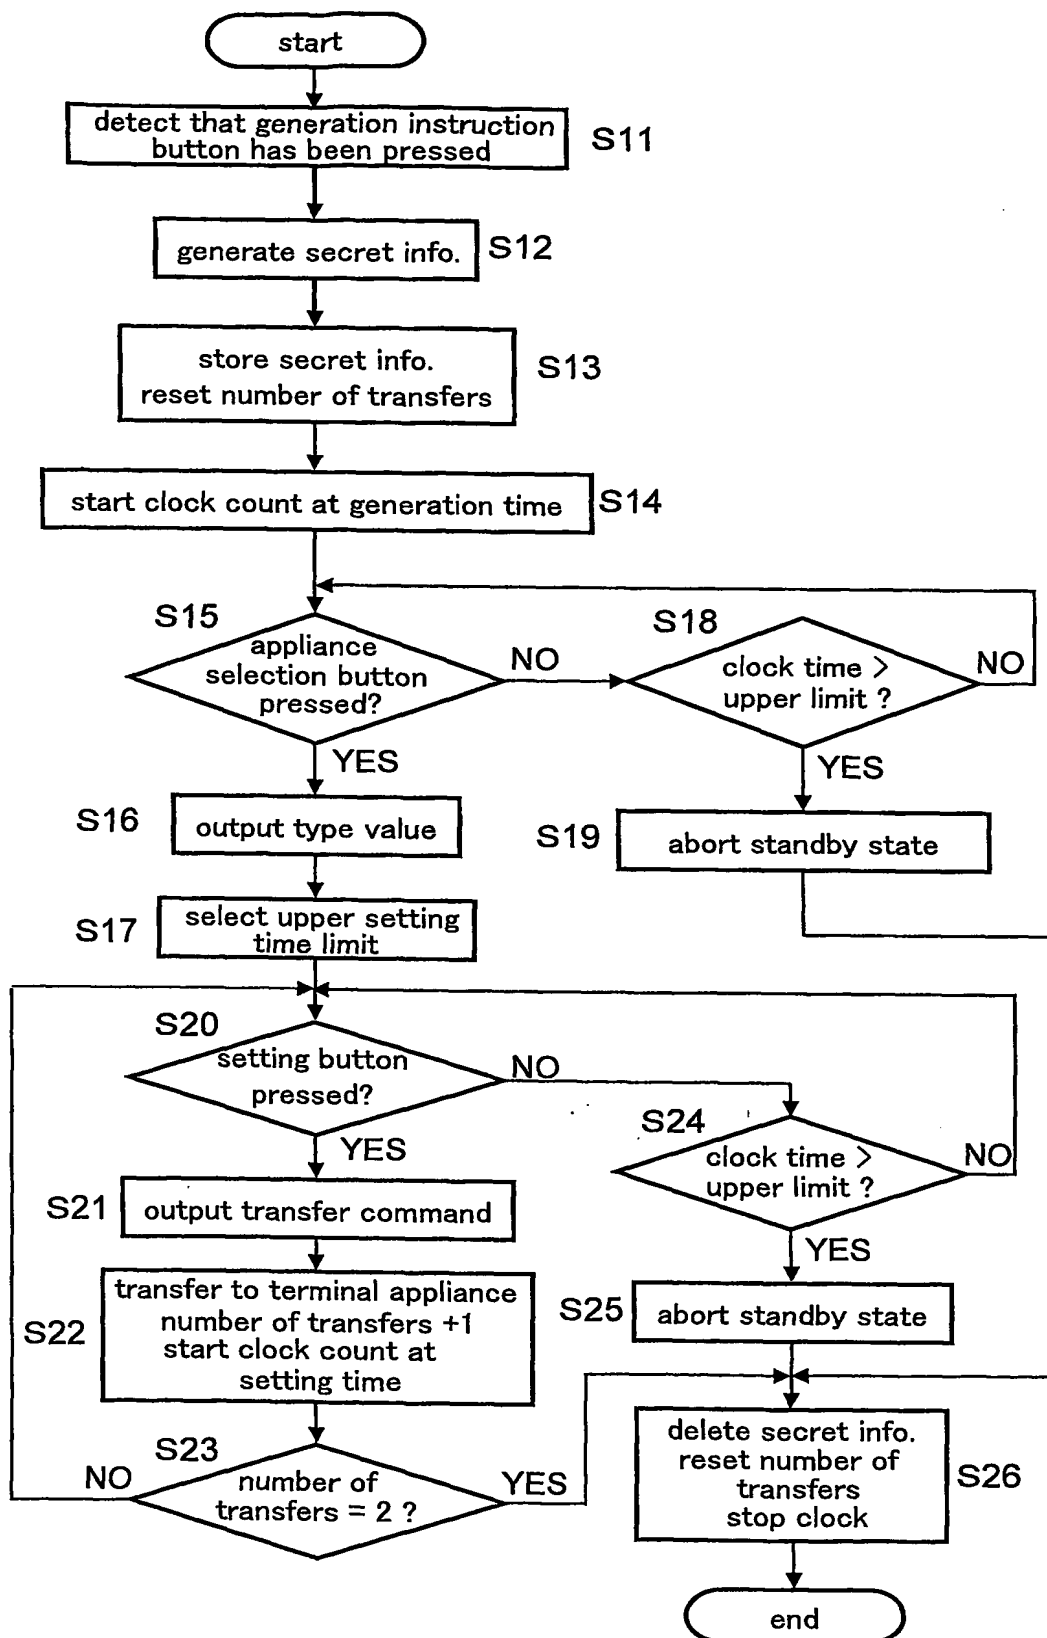 start
detect that generation instruction
button has been pressed
S11
generate secret info.
S12
store secret info.
reset number of transfers
S13
start clock count at generation time
S14
S15
appliance
selection button
pressed?
NO
YES
S18
clock time >
upper limit ?
NO
YES
S16
output type value
S19
abort standby state
S17
select upper setting
time limit
S20
setting button
pressed?
NO
YES
S24
clock time >
upper limit ?
NO
YES
S21
output transfer command
S22
transfer to terminal appliance
number of transfers +1
start clock count at
setting time
S25
abort standby state
S23
number of
transfers = 2 ?
NO
YES
delete secret info.
reset number of
transfers
stop clock
S26
end